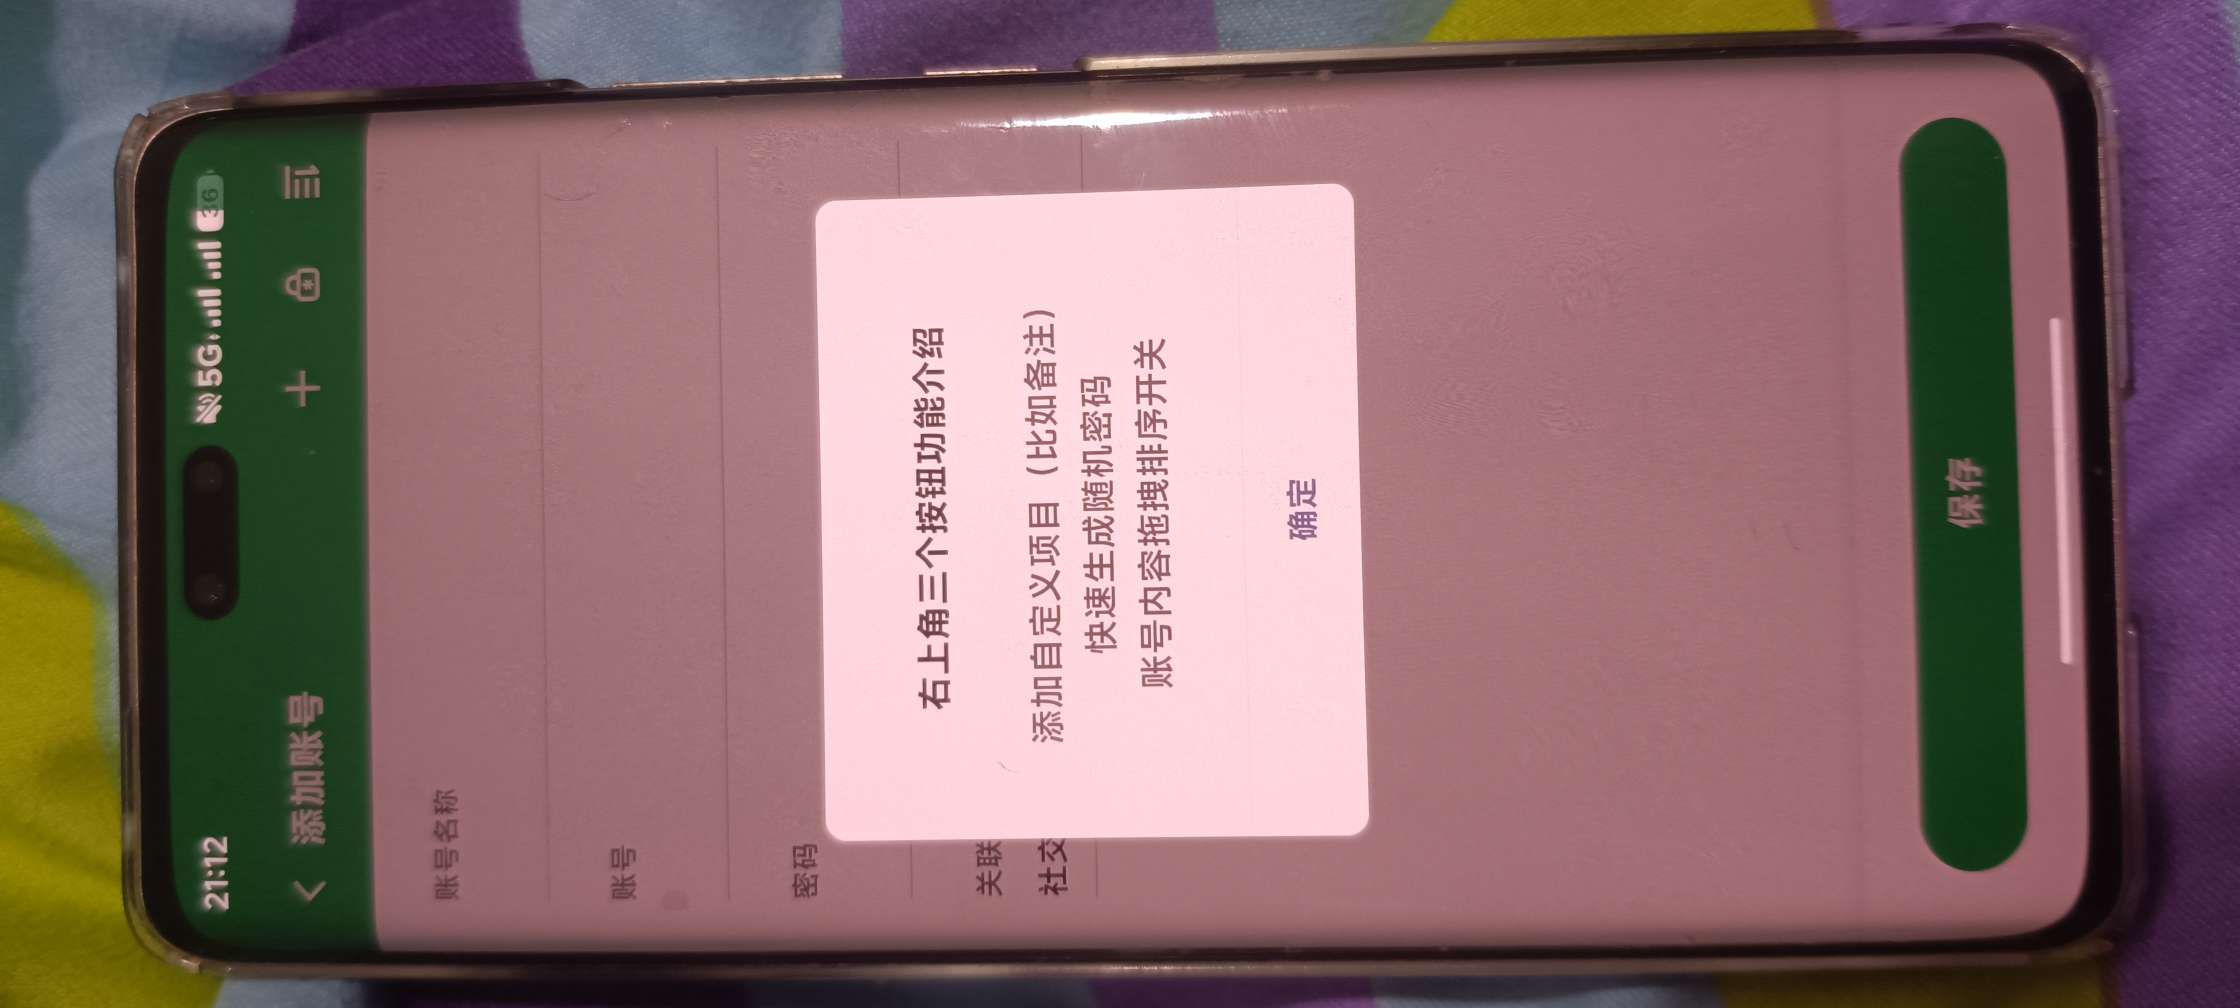 21:12 5G 36
添加账号
账号名称
账号
密码
关联
社交
右上角三个按钮功能介绍
添加自定义项目（比如备注）
快速生成随机密码
账号内容拖拽排序开关
确定
保存